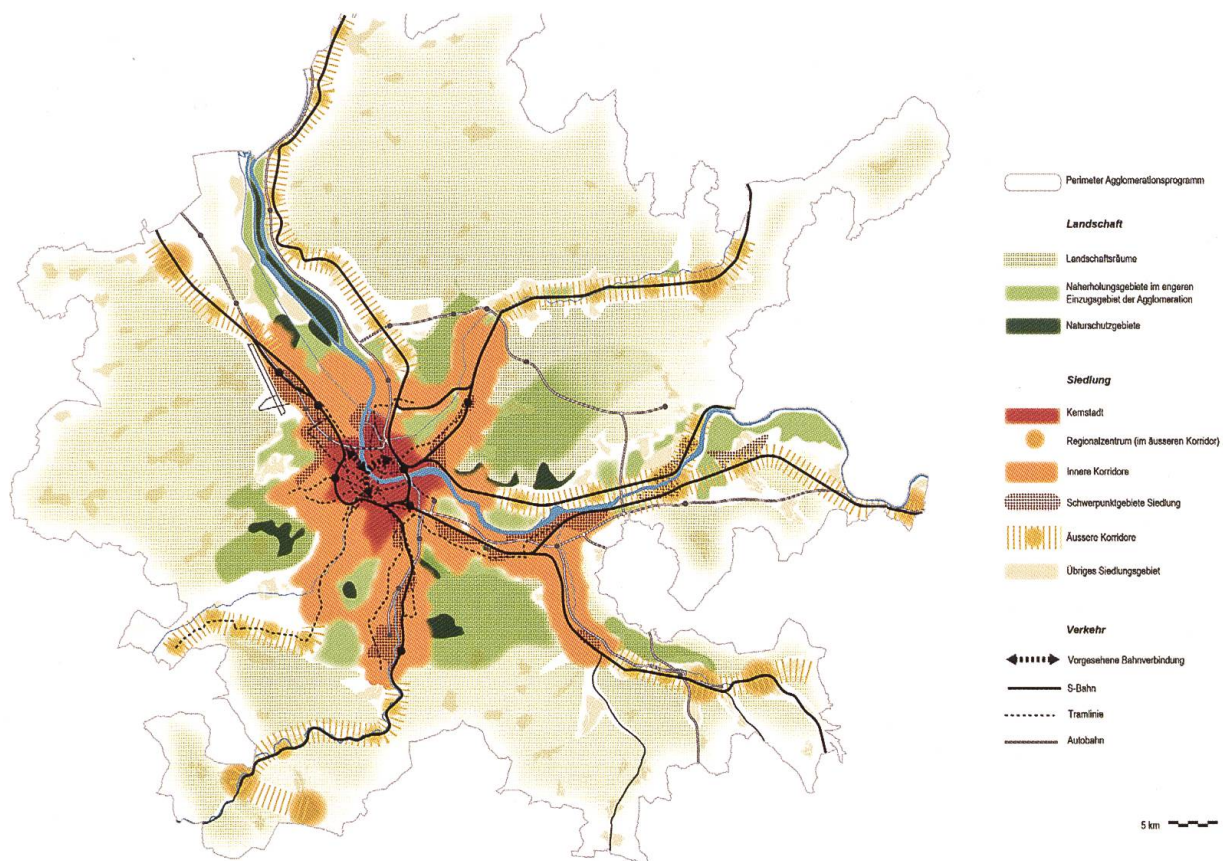 Perimeter Agglomerationsprogramm
Landschaft
Landschaftsräume
Naherholungsgebiete im engeren
Einzugsgebiet der Agglomeration
Naturschutzgebiete
Siedlung
Kernstadt
Regionalzentrum (im äusseren Korridor)
Innere Korridore
Schwerpunktgebiete Siedlung
Äussere Korridore
Übriges Siedlungsgebiet
Verkehr
Vorgesehene Bahnverbindung
S-Bahn
Tramlinie
Autobahn
5 km